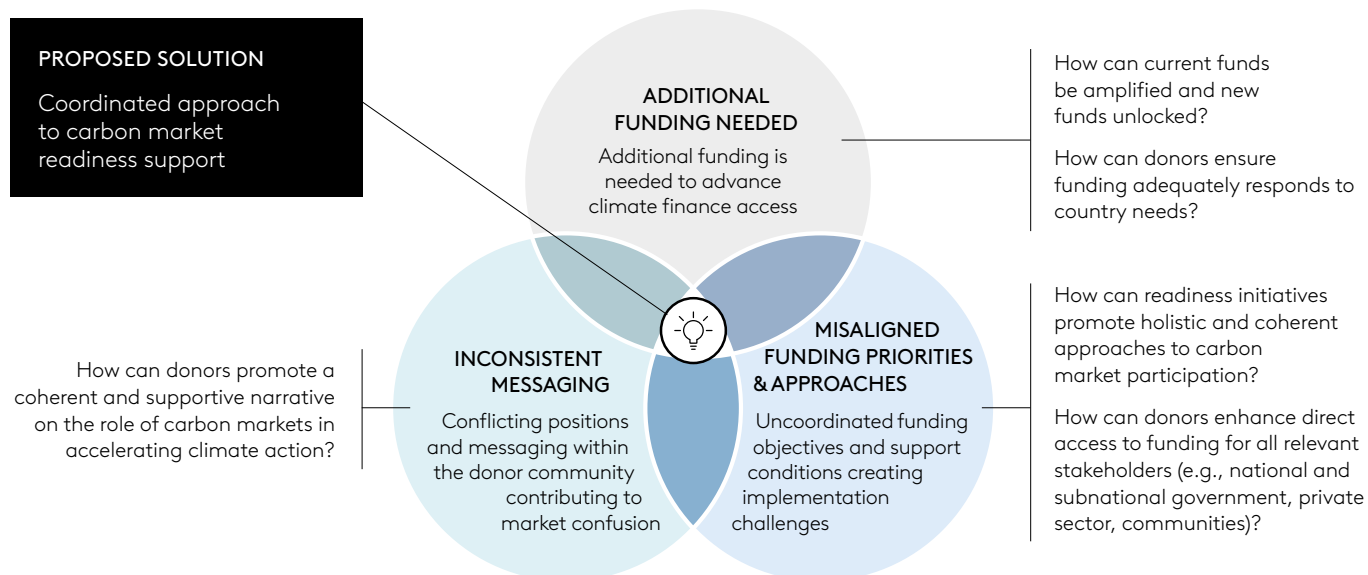 PROPOSED SOLUTION
Coordinated approach
to carbon market
readiness support
ADDITIONAL
FUNDING NEEDED
Additional funding is
needed to advance
climate finance access
How can current funds
be amplified and new
funds unlocked?
How can donors ensure
funding adequately responds to
country needs?
How can donors promote a
coherent and supportive narrative
on the role of carbon markets in
accelerating climate action?
INCONSISTENT
MESSAGING
Conflicting positions
and messaging within
the donor community
contributing to
market confusion
MISALIGNED
FUNDING PRIORITIES
& APPROACHES
Uncoordinated funding
objectives and support
conditions creating
implementation
challenges
How can readiness initiatives
promote holistic and coherent
approaches to carbon
market participation?
How can donors enhance direct
access to funding for all relevant
stakeholders (e.g., national and
subnational government, private
sector, communities)?